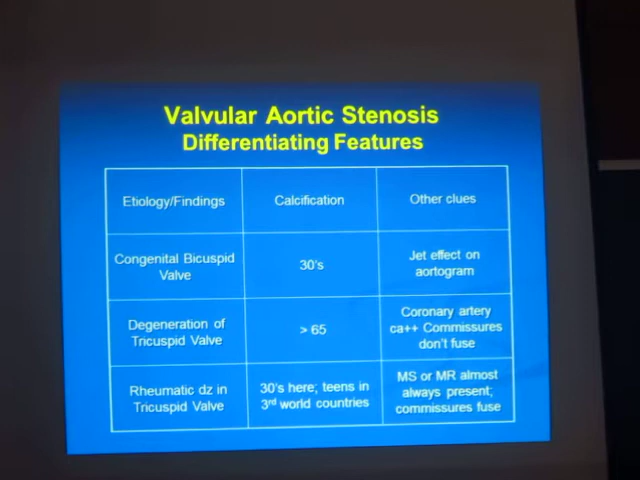 Valvular Aortic Stenosis
Differentiating Features
Etiology/Findings
Calcification
Other clues
Congenital Bicuspid
Valve
30's
Jet effect on
aortogram
Degeneration of
Tricuspid Valve
> 65
Coronary artery
ca++ Commissures
don't fuse
Rheumatic dz in
Tricuspid Valve
30's here; teens in
3rd world countries
MS or MR almost
always present;
commissures fuse